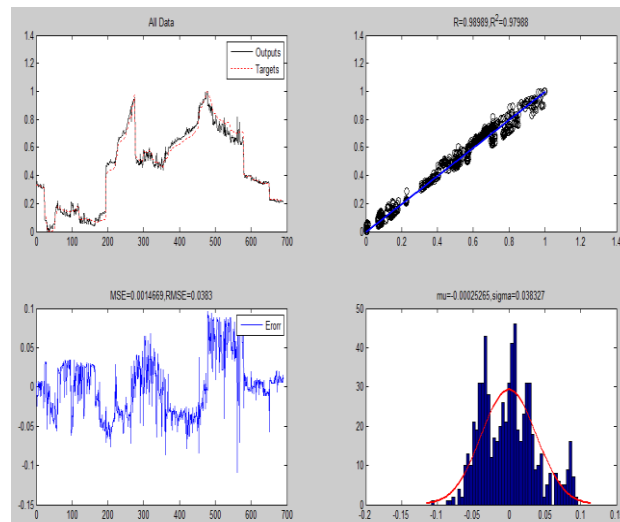 All Data
1.4
1.2
1
0.8
0.6
0.4
0.2
0
0 100 200 300 400 500 600 700
Outputs
Targets
R=0.98989,R²=0.97988
1.4
1.2
1
0.8
0.6
0.4
0.2
0
0 0.2 0.4 0.6 0.8 1 1.2 1.4
MSE=0.0014669,RMSE=0.0383
0.1
0.05
0
-0.05
-0.1
-0.15
0 100 200 300 400 500 600 700
Erorr
mu=-0.00025265,sigma=0.038327
50
40
30
20
10
0
-0.2 -0.15 -0.1 -0.05 0 0.05 0.1 0.15